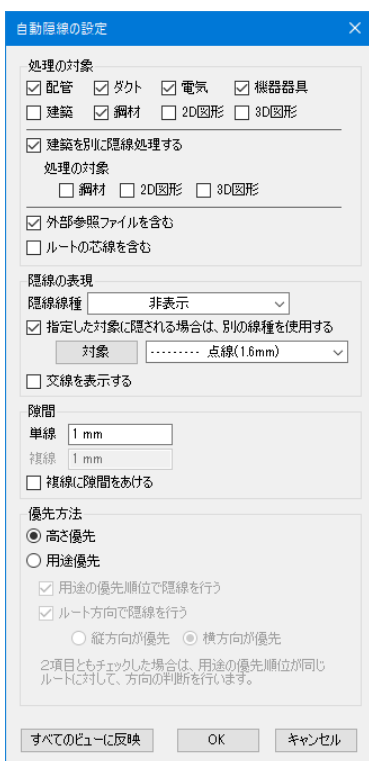 自動隠線の設定
処理の対象
配管 ダクト 電気 機器器具
建築 鋼材 2D図形 3D図形
建築を別に隠線処理する
処理の対象
鋼材 2D図形 3D図形
外部参照ファイルを含む
ルートの芯線を含む
隠線の表現
隠線線種 非表示
指定した対象に隠される場合は、別の線種を使用する
対象 --------- 点線(1.6mm)
交線を表示する
隙間
単線 1 mm
複線 1 mm
複線に隙間をあける
優先方法
高さ優先
用途優先
用途の優先順位で隠線を行う
ルート方向で隠線を行う
縦方向が優先 横方向が優先
2項目ともチェックした場合は、用途の優先順位が同じ
ルートに対して、方向の判断を行います。
すべてのビューに反映 OK キャンセル